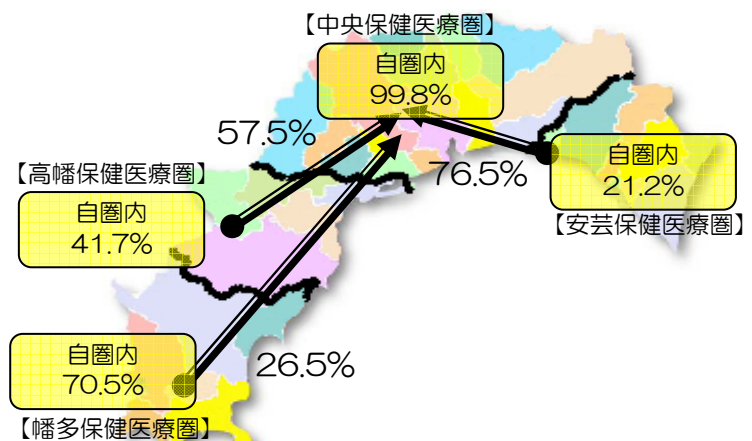 【中央保健医療圏】
自圏内
99.8%
57.5%
76.5%
【高幡保健医療圏】
自圏内
41.7%
自圏内
21.2%
【安芸保健医療圏】
自圏内
70.5%
26.5%
【幡多保健医療圏】